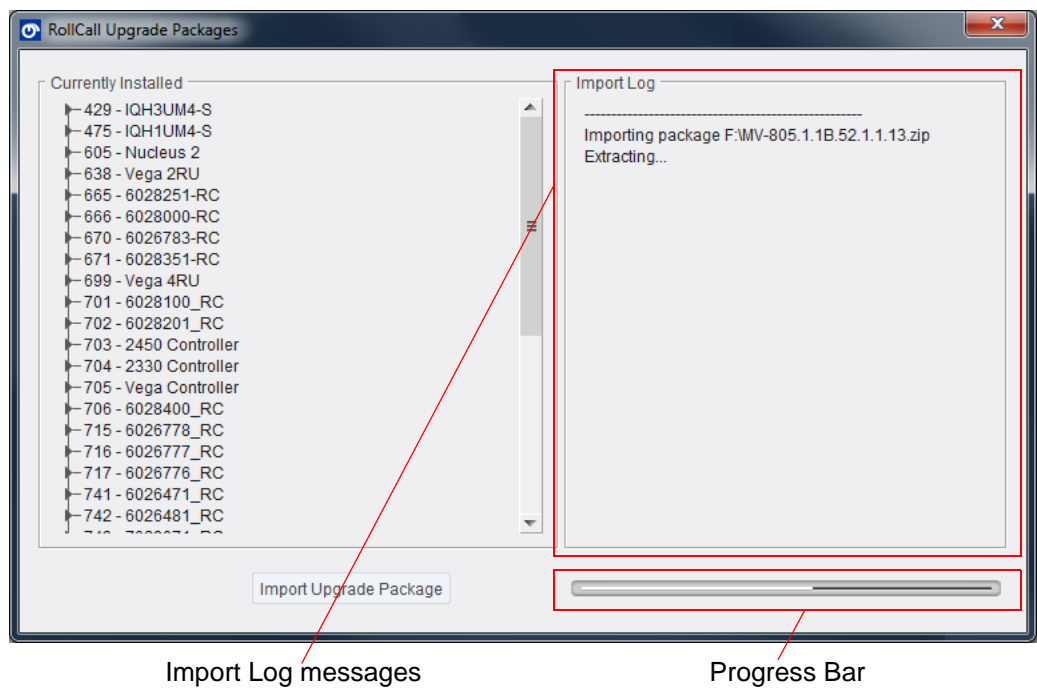 RollCall Upgrade Packages
Currently Installed
429 - IQH3UM4-S
475 - IQH1UM4-S
605 - Nucleus 2
638 - Vega 2RU
665 - 6028251-RC
666 - 6028000-RC
670 - 6026783-RC
671 - 6028351-RC
699 - Vega 4RU
701 - 6028100_RC
702 - 6028201_RC
703 - 2450 Controller
704 - 2330 Controller
705 - Vega Controller
706 - 6028400_RC
715 - 6026778_RC
716 - 6026777_RC
717 - 6026776_RC
741 - 6026471_RC
742 - 6026481_RC
Import Log
----------------------------------------------------
Importing package F:\MV-805.1.1B.52.1.1.13.zip
Extracting...
Import Upgrade Package
Import Log messages
Progress Bar